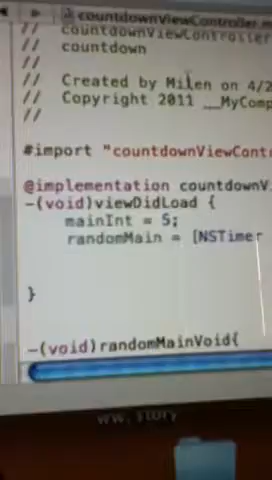 countdownViewController.m
// countdownViewController
// countdown
//
// Created by Milen on 4/2
// Copyright 2011 __MyComp
//
#import "countdownViewCont
@implementation countdownV
-(void)viewDidLoad {
mainInt = 5;
randomMain = [NSTimer
}
-(void)randomMainVoid{